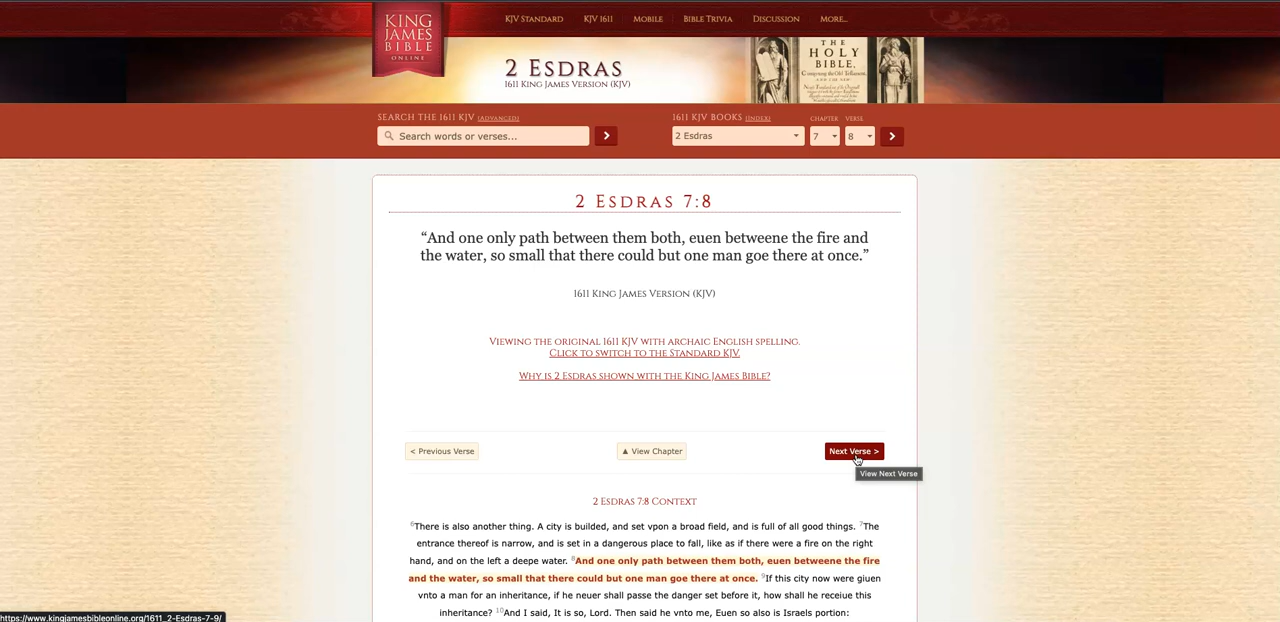 KING
JAMES
BIBLE
ONLINE
KJV STANDARD
KJV 1611
MOBILE
BIBLE TRIVIA
DISCUSSION
MORE...
2 ESDRAS
1611 KING JAMES VERSION (KJV)
THE
HOLY
BIBLE,
SEARCH THE 1611 KJV (ADVANCED)
Search words or verses...
1611 KJV BOOKS [INDEX]
CHAPTER
VERSE
2 Esdras
7
8
2 ESDRAS 7:8
“And one only path between them both, euen betweene the fire and
the water, so small that there could but one man goe there at once.”
1611 KING JAMES VERSION (KJV)
VIEWING THE ORIGINAL 1611 KJV WITH ARCHAIC ENGLISH SPELLING.
CLICK TO SWITCH TO THE STANDARD KJV.
WHY IS 2 ESDRAS SHOWN WITH THE KING JAMES BIBLE?
< Previous Verse
▲ View Chapter
Next Verse >
View Next Verse
2 ESDRAS 7:8 CONTEXT
6There is also another thing. A city is builded, and set vpon a broad field, and is full of all good things. 7The
entrance thereof is narrow, and is set in a dangerous place to fall, like as if there were a fire on the right
hand, and on the left a deepe water. 8And one only path between them both, euen betweene the fire
and the water, so small that there could but one man goe there at once. 9If this city now were giuen
vnto a man for an inheritance, if he neuer shall passe the danger set before it, how shall he receiue this
inheritance? 10And I said, It is so, Lord. Then said he vnto me, Euen so also is Israels portion:
https://www.kingjamesbibleonline.org/1611_2-Esdras-7-9/